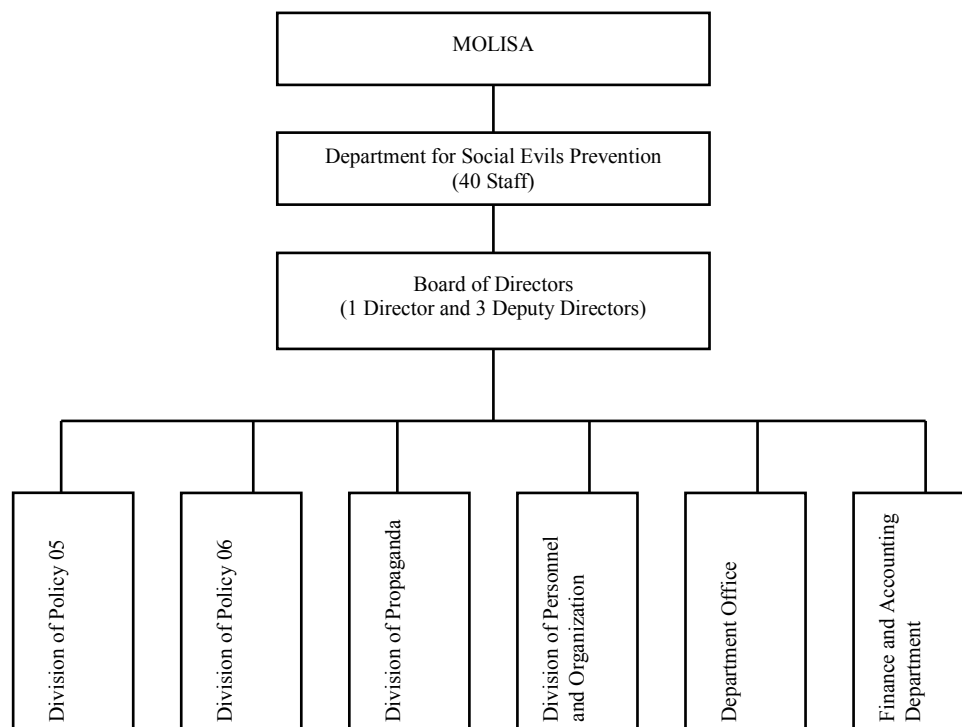 MOLISA
Department for Social Evils Prevention
(40 Staff)
Board of Directors
(1 Director and 3 Deputy Directors)
Division of Policy 05
Division of Policy 06
Division of Propaganda
Division of Personnel
and Organization
Department Office
Finance and Accounting
Department